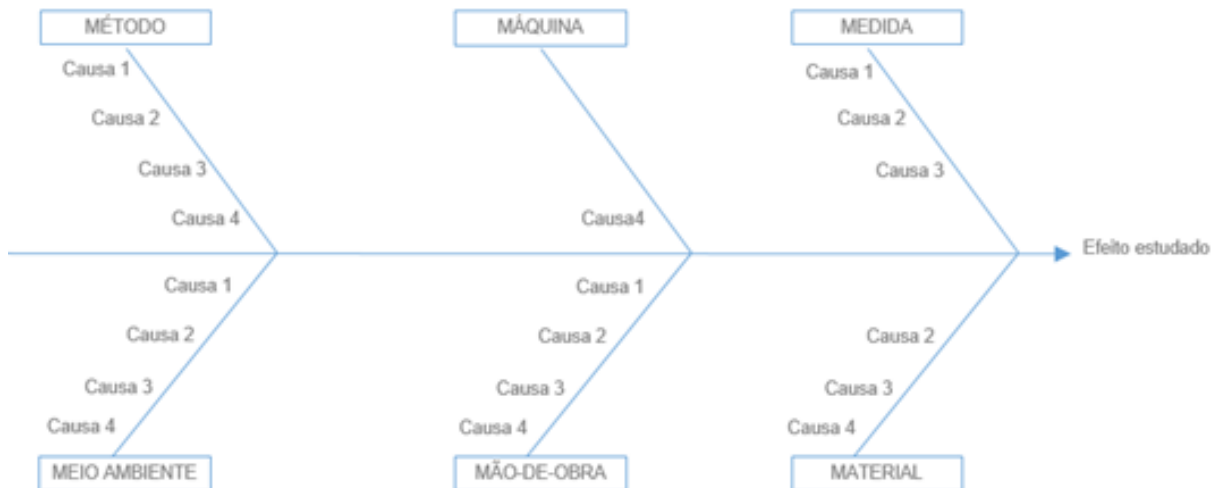 MÉTODO
MÁQUINA
MEDIDA
Causa 1
Causa 2
Causa 3
Causa 4
Causa4
Causa 1
Causa 2
Causa 3
Efeito estudado
Causa 1
Causa 2
Causa 3
Causa 4
Causa 1
Causa 2
Causa 3
Causa 4
Causa 2
Causa 3
Causa 4
MEIO AMBIENTE
MÃO-DE-OBRA
MATERIAL